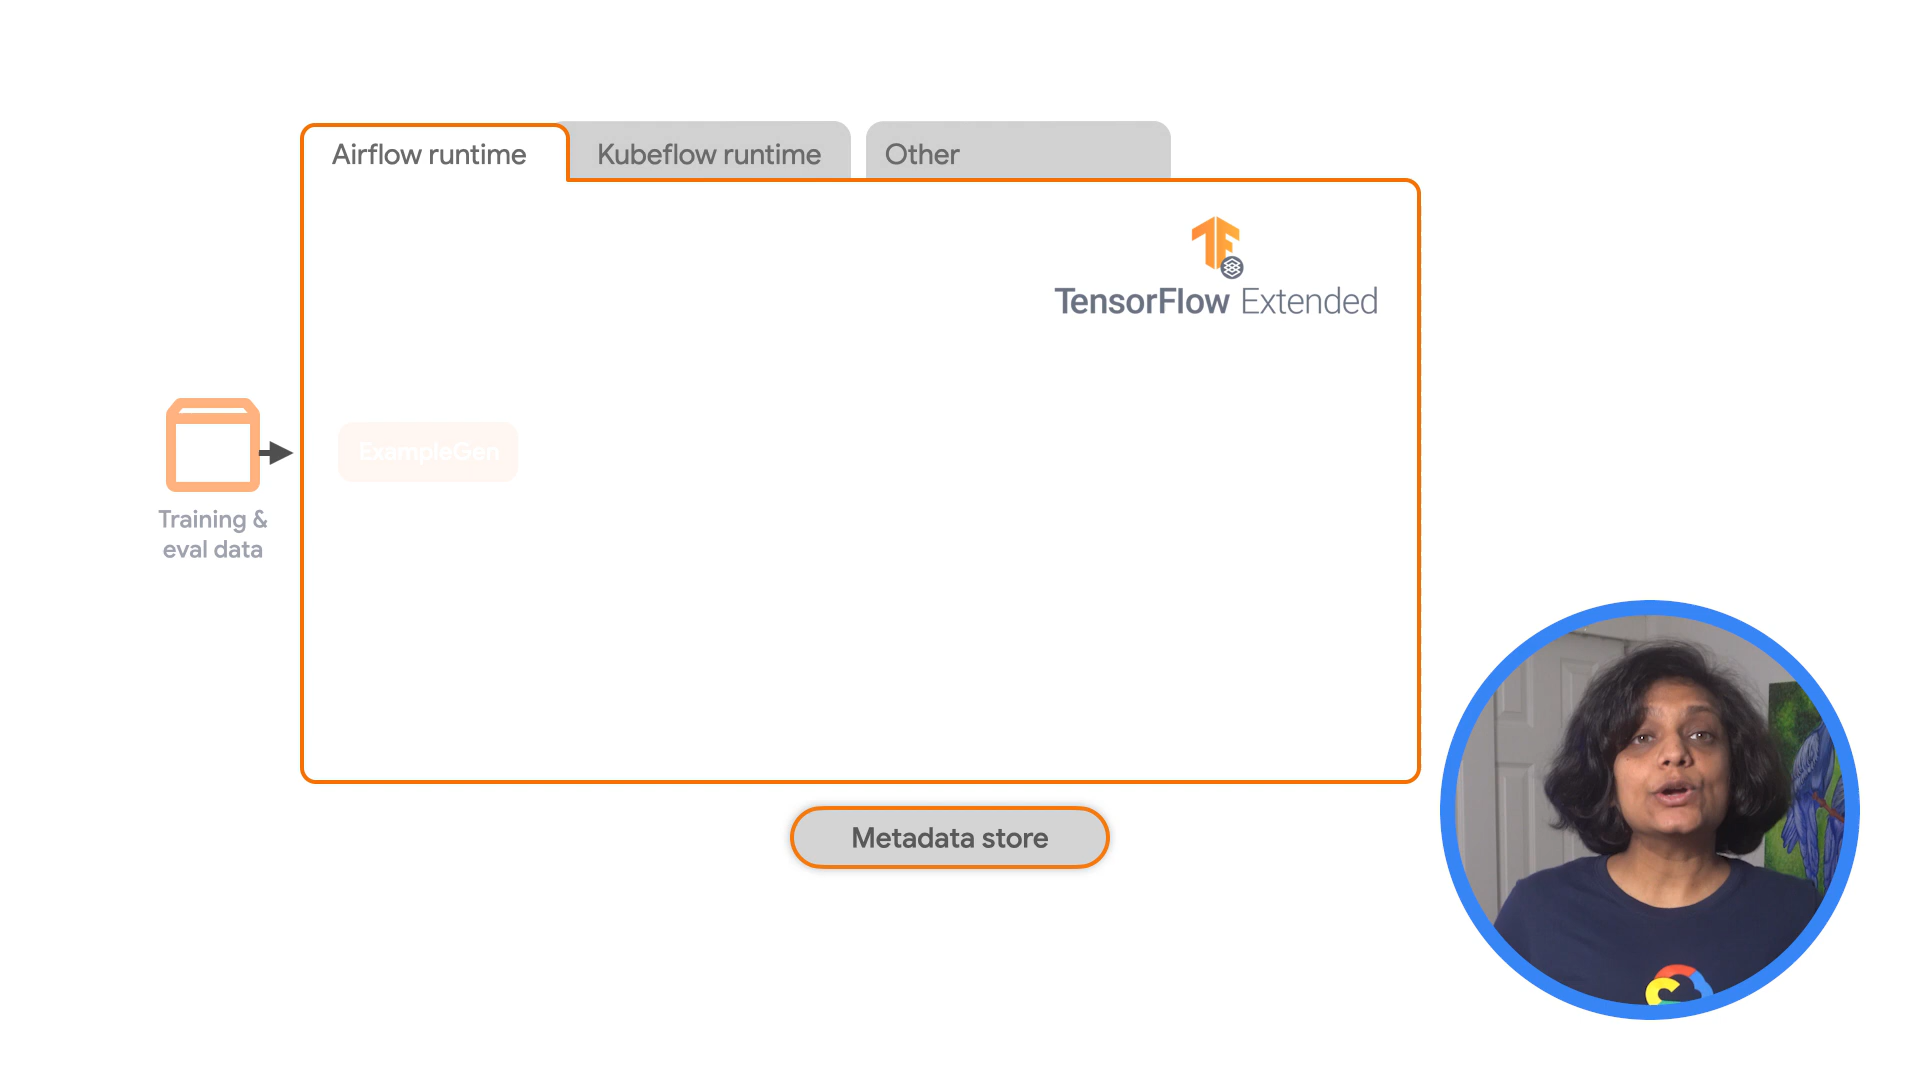 Airflow runtime
Kubeflow runtime
Other
TensorFlow Extended
ExampleGen
Training &
eval data
Metadata store